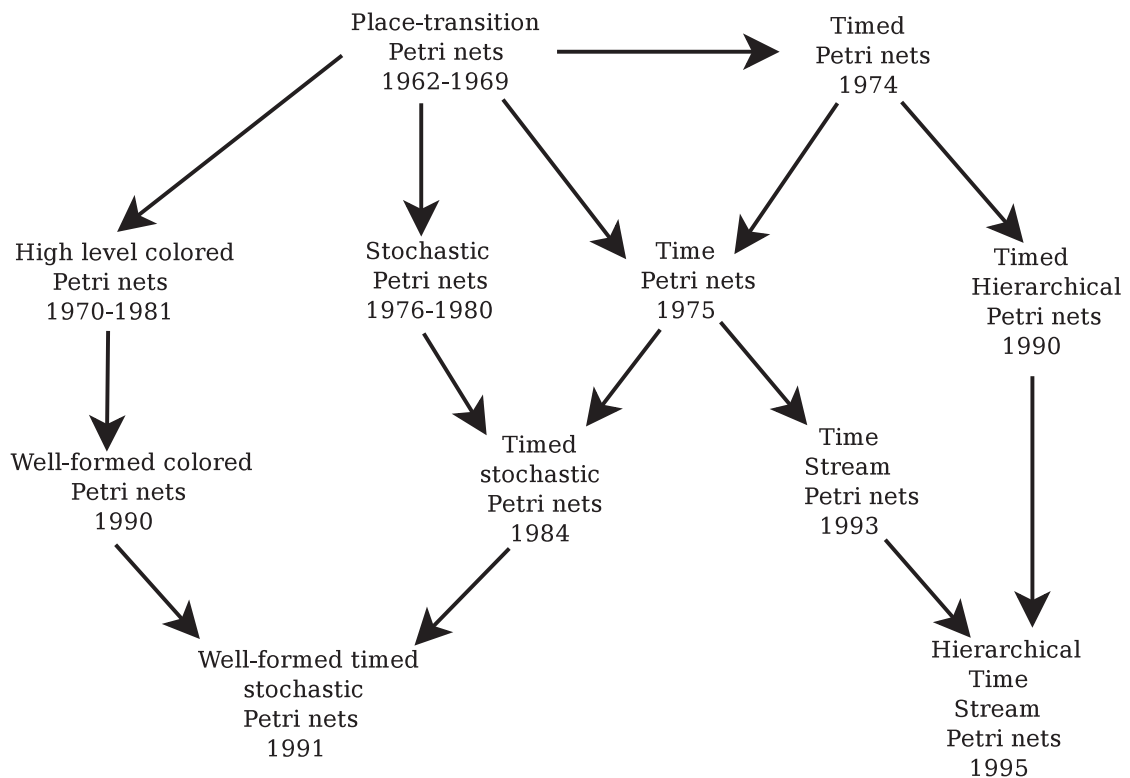 Place-transition
Petri nets
1962-1969
Timed
Petri nets
1974
High level colored
Petri nets
1970-1981
Stochastic
Petri nets
1976-1980
Time
Petri nets
1975
Timed
Hierarchical
Petri nets
1990
Well-formed colored
Petri nets
1990
Timed
stochastic
Petri nets
1984
Time
Stream
Petri nets
1993
Well-formed timed
stochastic
Petri nets
1991
Hierarchical
Time
Stream
Petri nets
1995